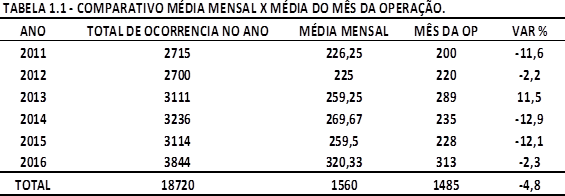 TABELA 1.1 - COMPARATIVO MÉDIA MENSAL X MÉDIA DO MÊS DA OPERAÇÃO.
ANO TOTAL DE OCORRENCIA NO ANO MÉDIA MENSAL MÊS DA OP VAR %
2011 2715 226,25 200 -11,6
2012 2700 225 220 -2,2
2013 3111 259,25 289 11,5
2014 3236 269,67 235 -12,9
2015 3114 259,5 228 -12,1
2016 3844 320,33 313 -2,3
TOTAL 18720 1560 1485 -4,8